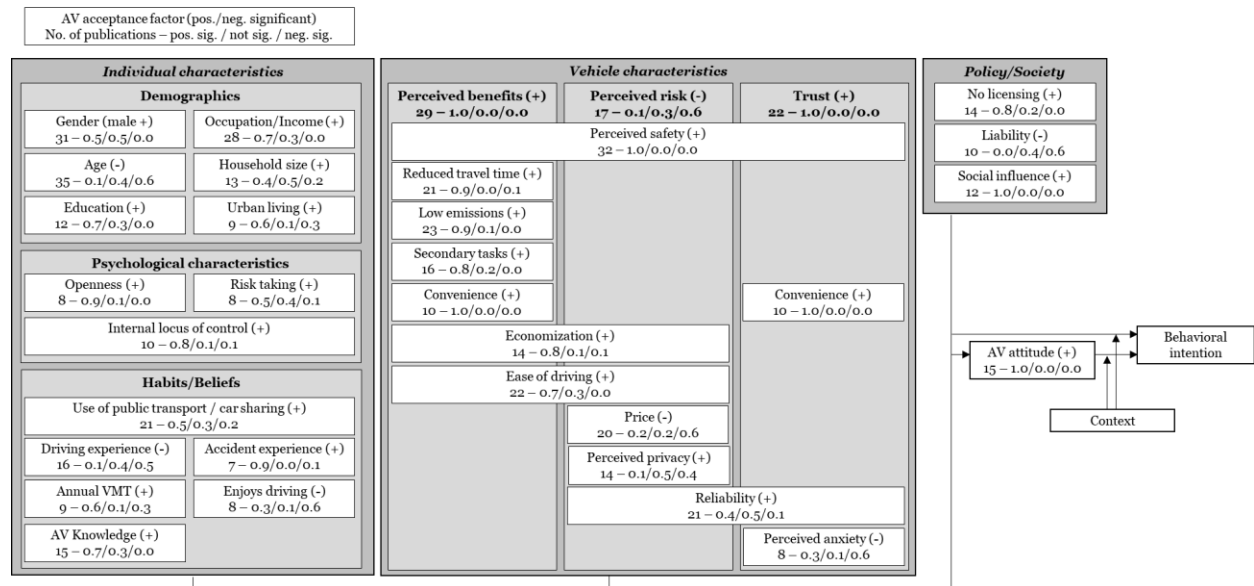 AV acceptance factor (pos./neg. significant)
No. of publications – pos. sig. / not sig. / neg. sig.
Individual characteristics
Demographics
Gender (male +)
31 – 0.5/0.5/0.0
Occupation/Income (+)
28 – 0.7/0.3/0.0
Age (-)
35 – 0.1/0.4/0.6
Household size (+)
13 – 0.4/0.5/0.2
Education (+)
12 – 0.7/0.3/0.0
Urban living (+)
9 – 0.6/0.1/0.3
Psychological characteristics
Openness (+)
8 – 0.9/0.1/0.0
Risk taking (+)
8 – 0.5/0.4/0.1
Internal locus of control (+)
10 – 0.8/0.1/0.1
Habits/Beliefs
Use of public transport / car sharing (+)
21 – 0.5/0.3/0.2
Driving experience (-)
16 – 0.1/0.4/0.5
Accident experience (+)
7 – 0.9/0.0/0.1
Annual VMT (+)
9 – 0.6/0.1/0.3
Enjoys driving (-)
8 – 0.3/0.1/0.6
AV Knowledge (+)
15 – 0.7/0.3/0.0
Vehicle characteristics
Perceived benefits (+)
29 – 1.0/0.0/0.0
Perceived risk (-)
17 – 0.1/0.3/0.6
Trust (+)
22 – 1.0/0.0/0.0
Perceived safety (+)
32 – 1.0/0.0/0.0
Reduced travel time (+)
21 – 0.9/0.0/0.1
Low emissions (+)
23 – 0.9/0.1/0.0
Secondary tasks (+)
16 – 0.8/0.2/0.0
Convenience (+)
10 – 1.0/0.0/0.0
Convenience (+)
10 – 1.0/0.0/0.0
Economization (+)
14 – 0.8/0.1/0.1
Ease of driving (+)
22 – 0.7/0.3/0.0
Price (-)
20 – 0.2/0.2/0.6
Perceived privacy (+)
14 – 0.1/0.5/0.4
Reliability (+)
21 – 0.4/0.5/0.1
Perceived anxiety (-)
8 – 0.3/0.1/0.6
Policy/Society
No licensing (+)
14 – 0.8/0.2/0.0
Liability (-)
10 – 0.0/0.4/0.6
Social influence (+)
12 – 1.0/0.0/0.0
AV attitude (+)
15 – 1.0/0.0/0.0
Behavioral
intention
Context